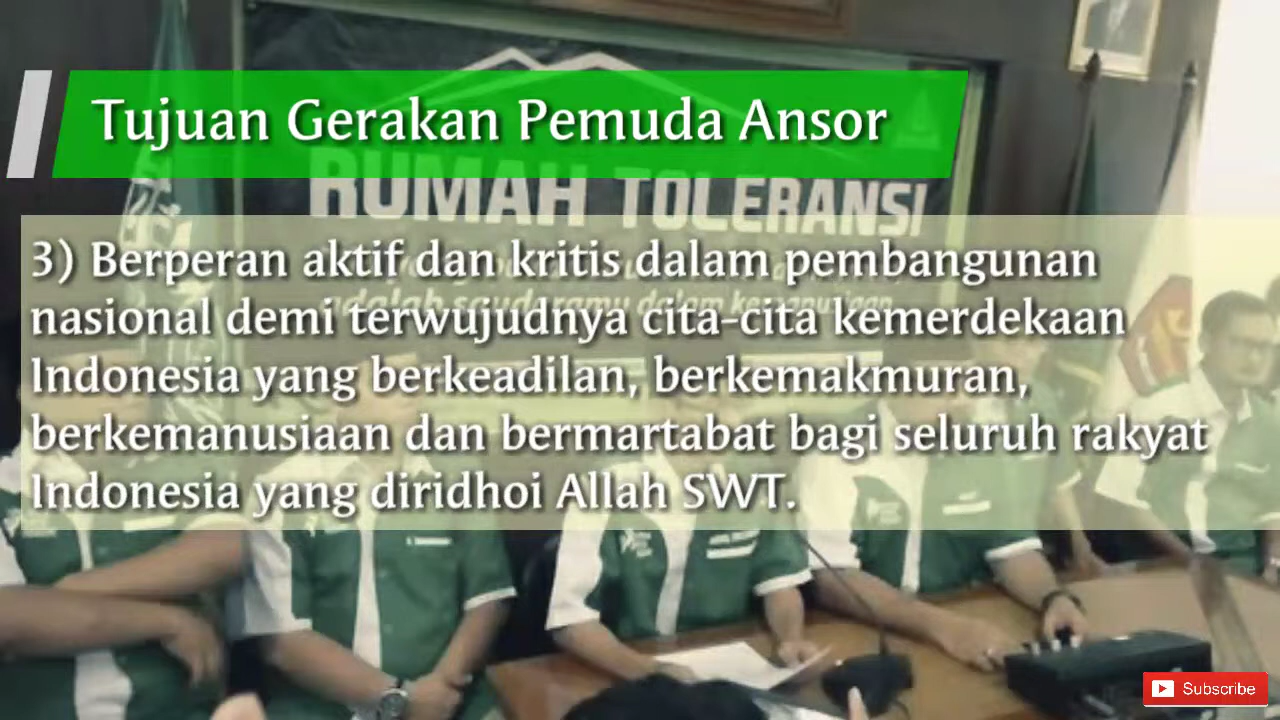 Tujuan Gerakan Pemuda Ansor
RUMAH TOLERANSI
3) Berperan aktif dan kritis dalam pembangunan
nasional demi terwujudnya cita-cita kemerdekaan
Indonesia yang berkeadilan, berkemakmuran,
berkemanusiaan dan bermartabat bagi seluruh rakyat
Indonesia yang diridhoi Allah SWT.
Subscribe